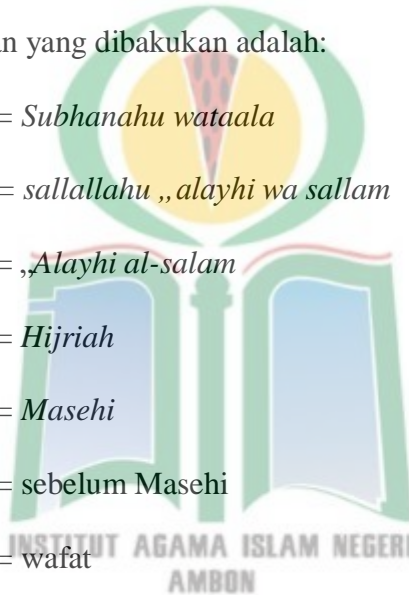 an yang dibakukan adalah:
= Subhanahu wataala
= sallallahu „alayhi wa sallam
= „Alayhi al-salam
= Hijriah
= Masehi
= sebelum Masehi
INSTITUT AGAMA ISLAM NEGERI
= wafat
AMBON